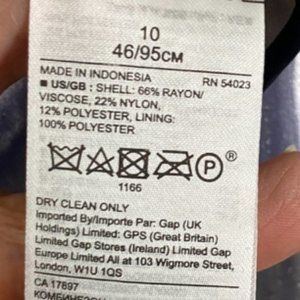 10
46/95CM
MADE IN INDONESIA RN 54023
■ US/GB : SHELL: 66% RAYON/
VISCOSE, 22% NYLON,
12% POLYESTER, LINING:
100% POLYESTER
P ®
1166
DRY CLEAN ONLY
Imported By/Importe Par: Gap (UK
Holdings) Limited: GPS (Great Britain)
Limited Gap Stores (Ireland) Limited Gap
Europe Limited All at 103 Wigmore Street,
London, W1U 1QS
CA 17897